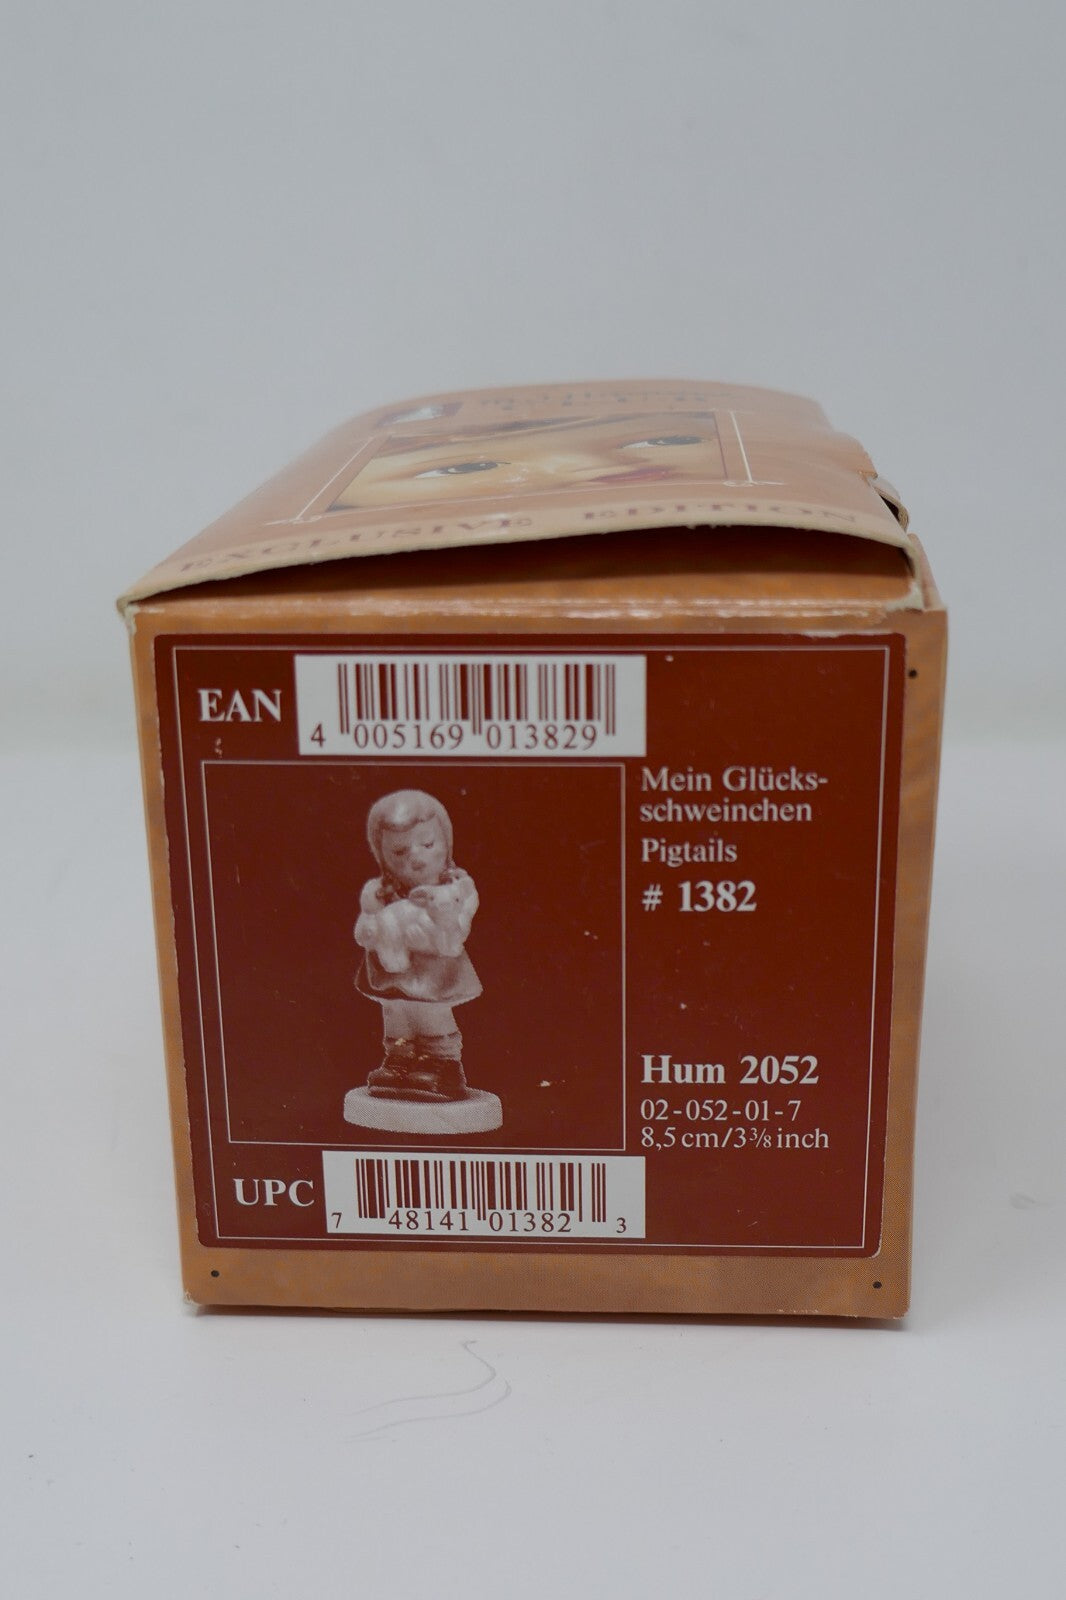 EXCLUSIVE EDITION
EAN
4 005169 013829
Mein Glücks-
schweinchen
Pigtails
# 1382
Hum 2052
02-052-01-7
8,5 cm/3⅜ inch
UPC
7 48141 01382 3